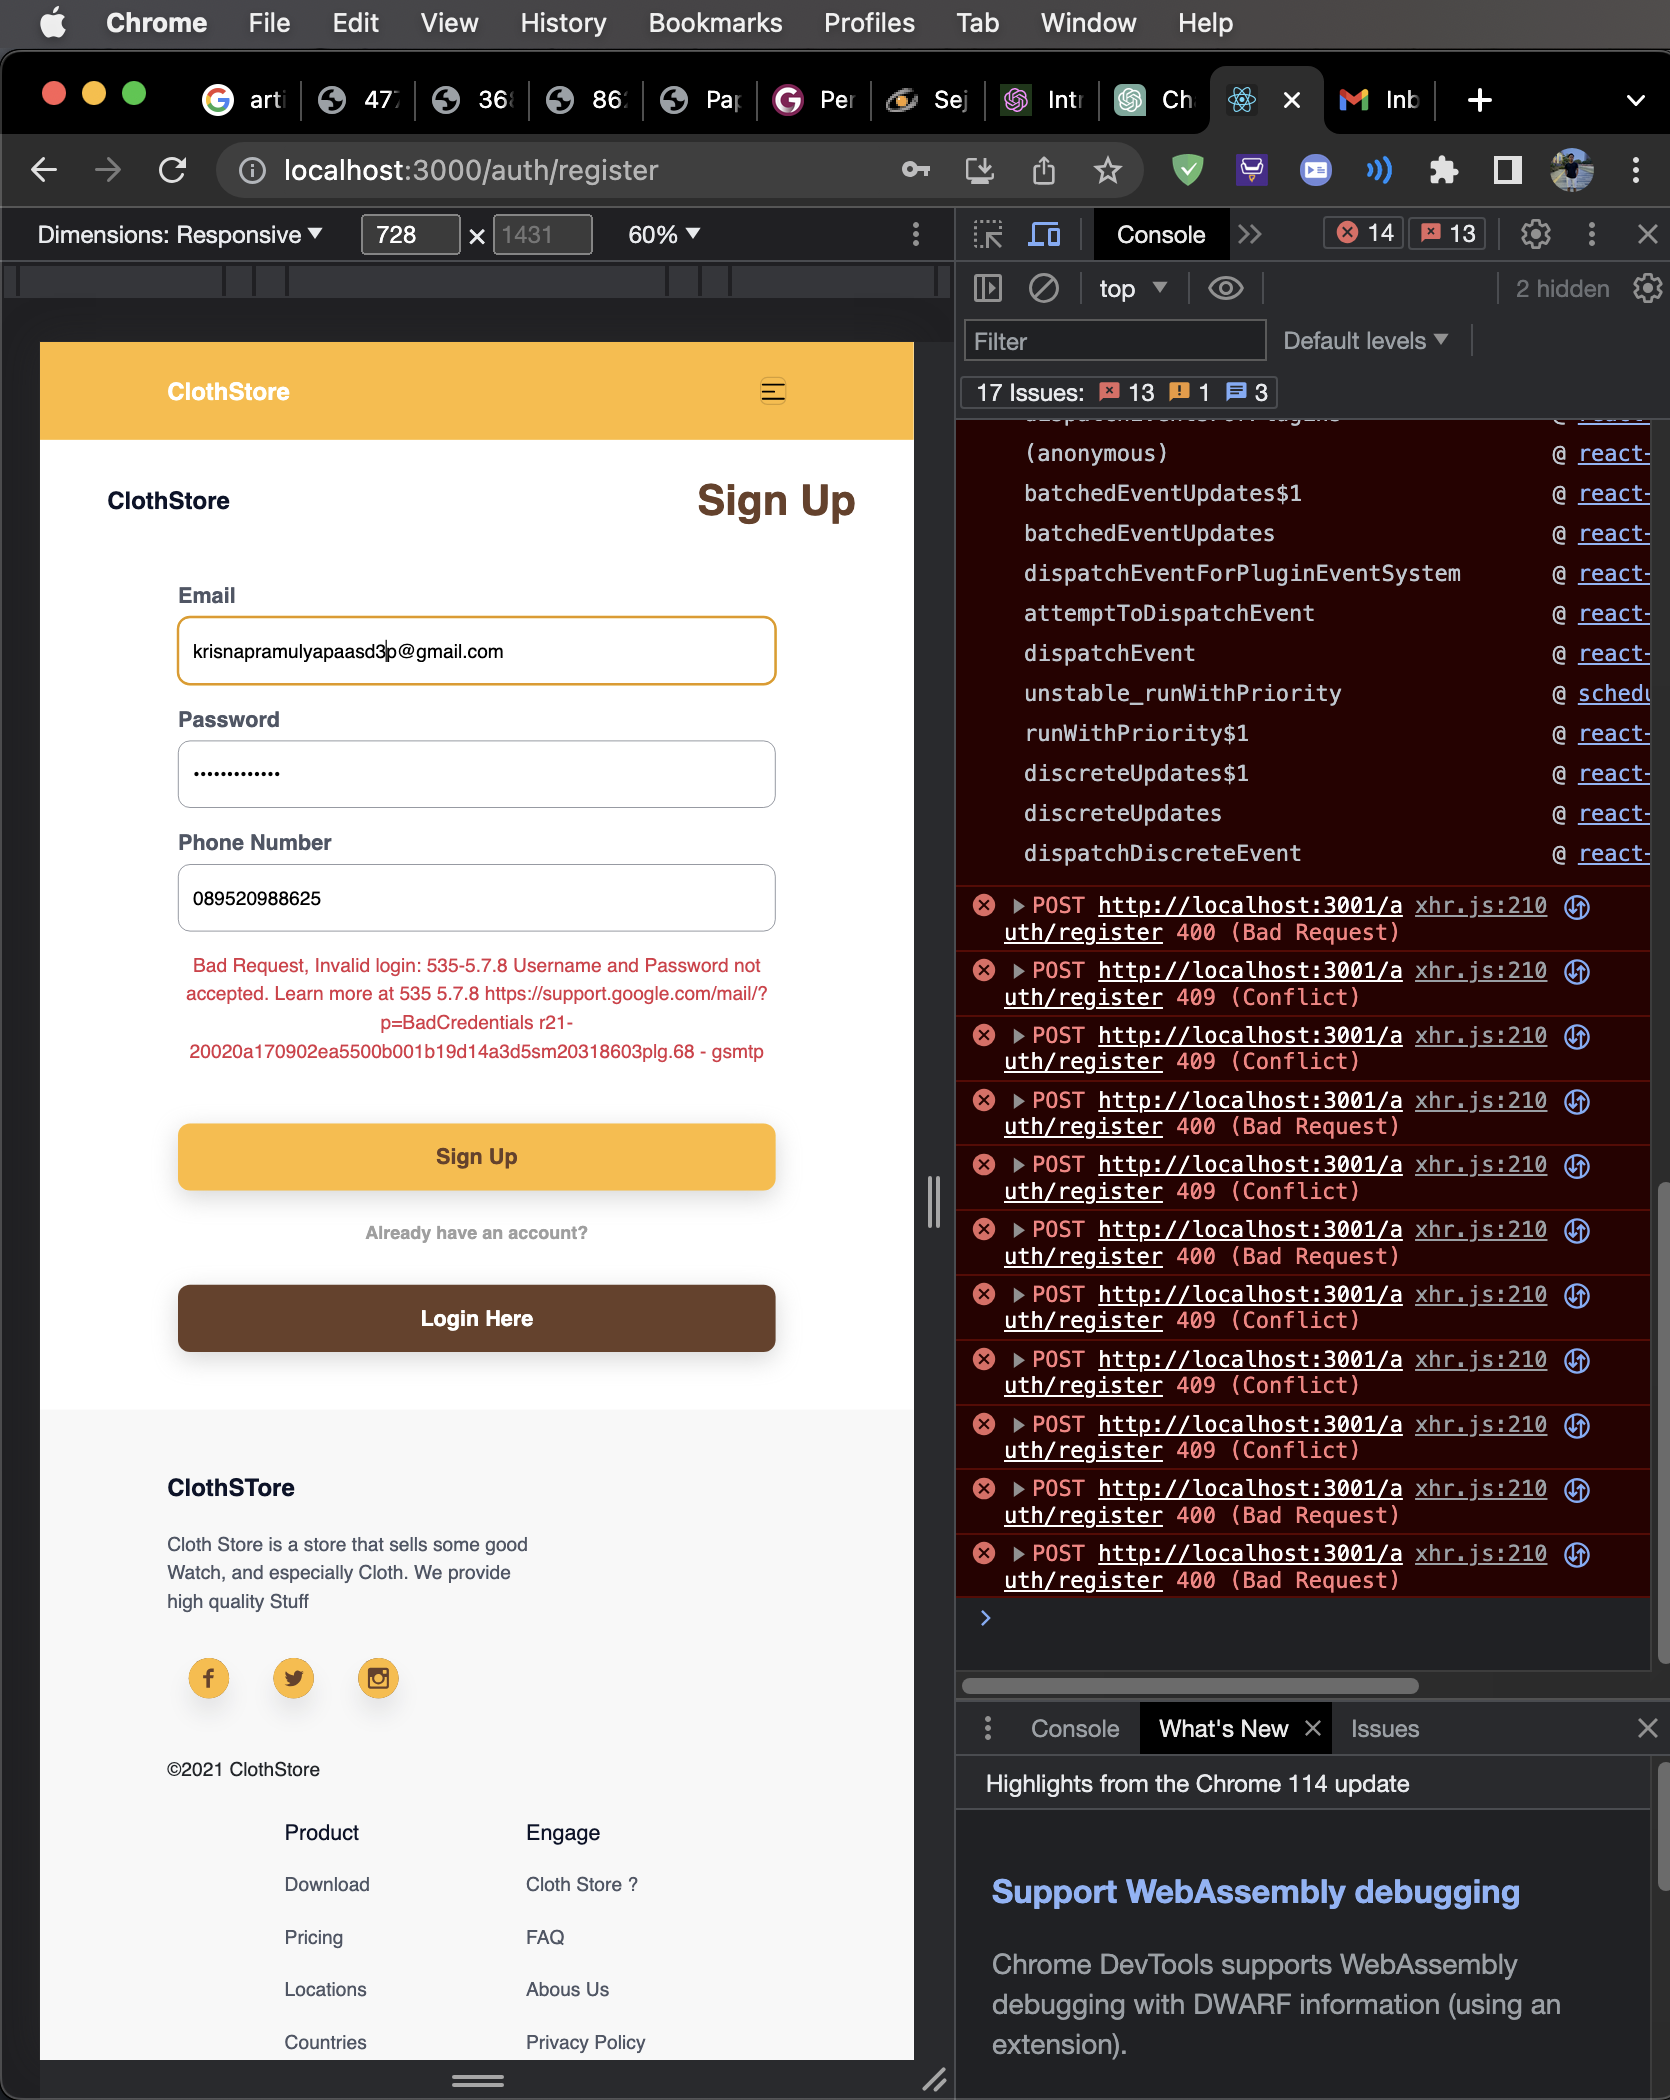 Chrome File Edit View History Bookmarks Profiles Tab Window Help
arti 47 36 86 Pap Per Sej Intr Ch Inb
localhost:3000/auth/register
Dimensions: Responsive 728 × 1431 60%
Console 14 13
top 2 hidden
Filter Default levels
17 Issues: 13 1 3
ClothStore
ClothStore
Sign Up
Email
krisnapramulyapaasd3p@gmail.com
Password
•••••••••••••
Phone Number
089520988625
Bad Request, Invalid login: 535-5.7.8 Username and Password not
accepted. Learn more at 535 5.7.8 https://support.google.com/mail/?
p=BadCredentials r21-
20020a170902ea5500b001b19d14a3d5sm20318603plg.68 - gsmtp
Sign Up
Already have an account?
Login Here
ClothSTore
Cloth Store is a store that sells some good
Watch, and especially Cloth. We provide
high quality Stuff
©2021 ClothStore
Product Engage
Download Cloth Store ?
Pricing FAQ
Locations Abous Us
Countries Privacy Policy
(anonymous) @ react-
batchedEventUpdates$1 @ react-
batchedEventUpdates @ react-
dispatchEventForPluginEventSystem @ react-
attemptToDispatchEvent @ react-
dispatchEvent @ react-
unstable_runWithPriority @ schedu
runWithPriority$1 @ react-
discreteUpdates$1 @ react-
discreteUpdates @ react-
dispatchDiscreteEvent @ react-
POST http://localhost:3001/a xhr.js:210
uth/register 400 (Bad Request)
POST http://localhost:3001/a xhr.js:210
uth/register 409 (Conflict)
POST http://localhost:3001/a xhr.js:210
uth/register 409 (Conflict)
POST http://localhost:3001/a xhr.js:210
uth/register 400 (Bad Request)
POST http://localhost:3001/a xhr.js:210
uth/register 409 (Conflict)
POST http://localhost:3001/a xhr.js:210
uth/register 400 (Bad Request)
POST http://localhost:3001/a xhr.js:210
uth/register 409 (Conflict)
POST http://localhost:3001/a xhr.js:210
uth/register 409 (Conflict)
POST http://localhost:3001/a xhr.js:210
uth/register 409 (Conflict)
POST http://localhost:3001/a xhr.js:210
uth/register 400 (Bad Request)
POST http://localhost:3001/a xhr.js:210
uth/register 400 (Bad Request)
Console What's New Issues
Highlights from the Chrome 114 update
Support WebAssembly debugging
Chrome DevTools supports WebAssembly
debugging with DWARF information (using an
extension).